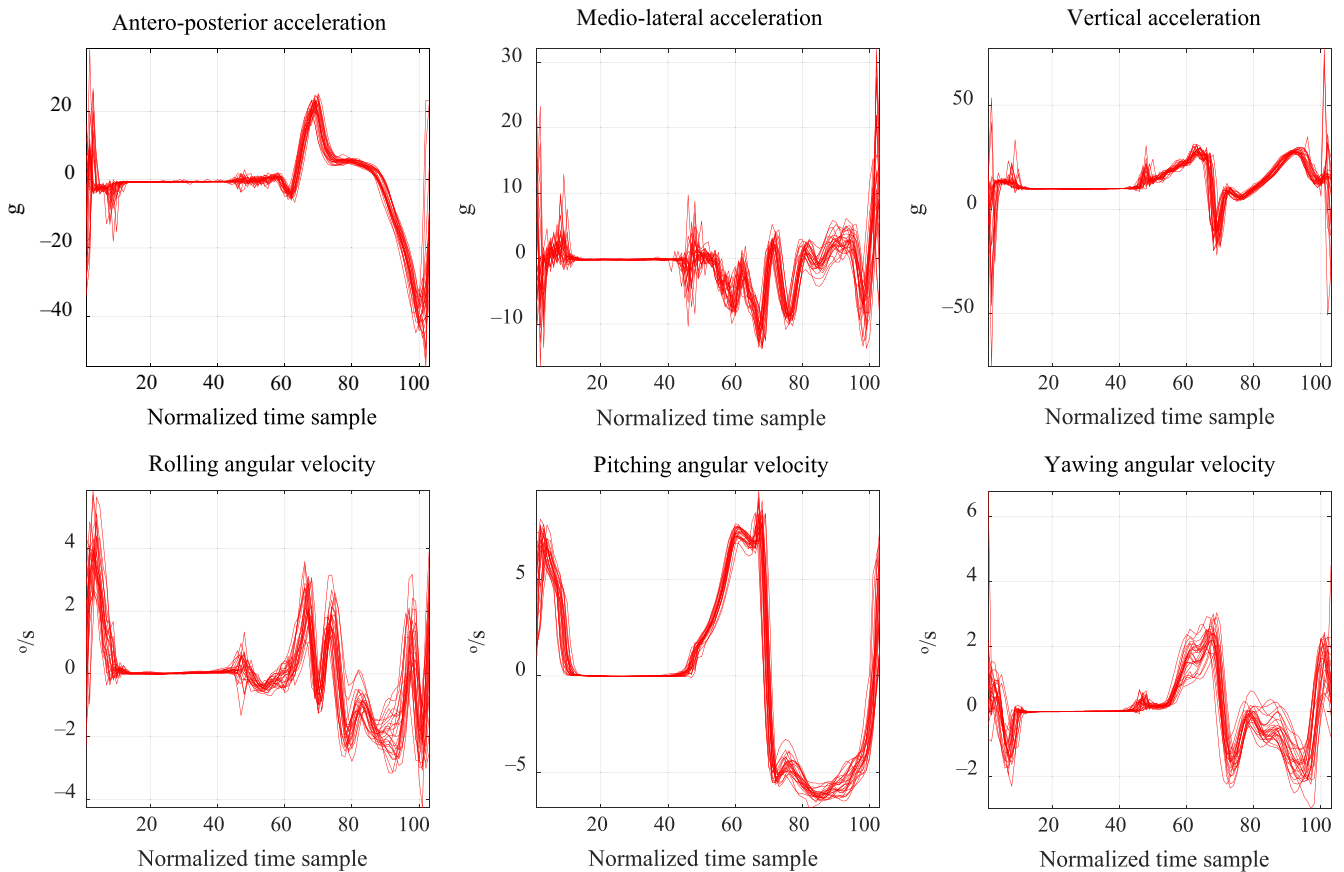 Antero-posterior acceleration
Medio-lateral acceleration
Vertical acceleration
20
0
–20
–40
g
20 40 60 80 100
Normalized time sample
30
20
10
0
–10
g
20 40 60 80 100
Normalized time sample
50
0
–50
g
20 40 60 80 100
Normalized time sample
Rolling angular velocity
Pitching angular velocity
Yawing angular velocity
4
2
0
–2
–4
º/s
20 40 60 80 100
Normalized time sample
5
0
–5
º/s
20 40 60 80 100
Normalized time sample
6
4
2
0
–2
º/s
20 40 60 80 100
Normalized time sample